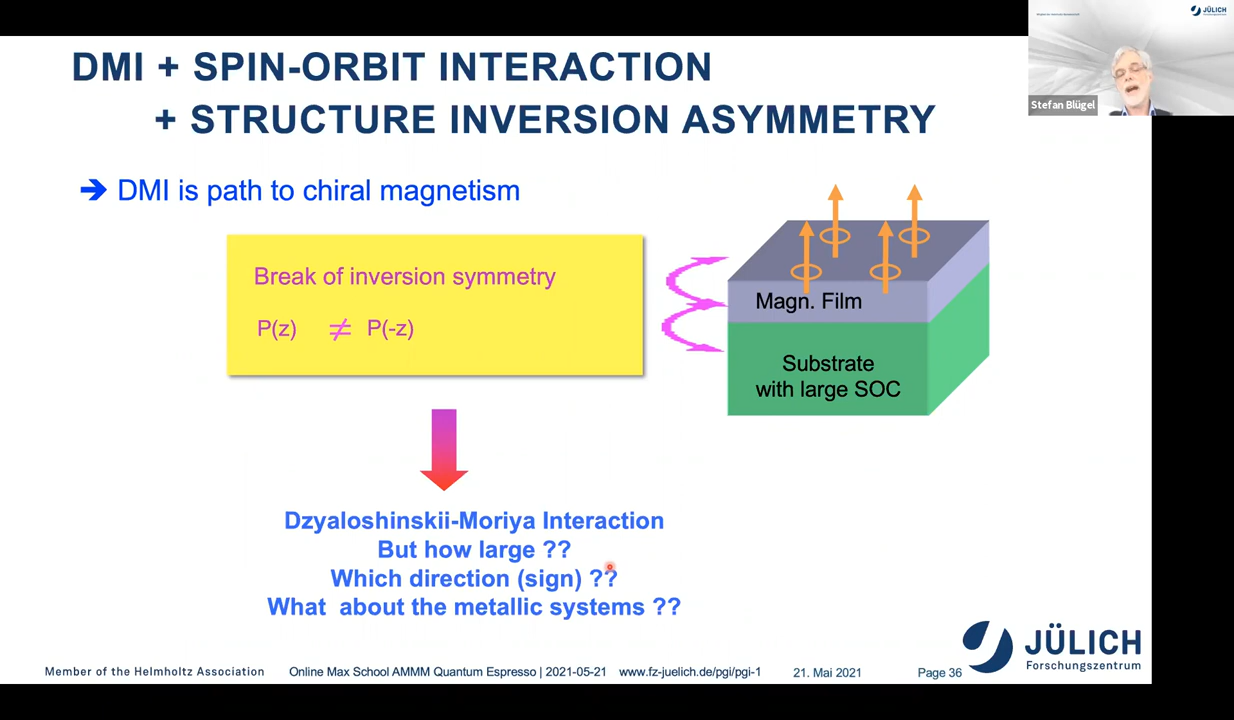 DMI + SPIN-ORBIT INTERACTION
+ STRUCTURE INVERSION ASYMMETRY
JÜLICH
Forschungszentrum
Stefan Blügel
➔ DMI is path to chiral magnetism
Break of inversion symmetry
P(z) ≠ P(-z)
Magn. Film
Substrate
with large SOC
Dzyaloshinskii-Moriya Interaction
But how large ??
Which direction (sign) ??
What about the metallic systems ??
JÜLICH
Forschungszentrum
Member of the Helmholtz Association Online Max School AMMM Quantum Espresso | 2021-05-21 www.fz-juelich.de/pgi/pgi-1 21. Mai 2021 Page 36